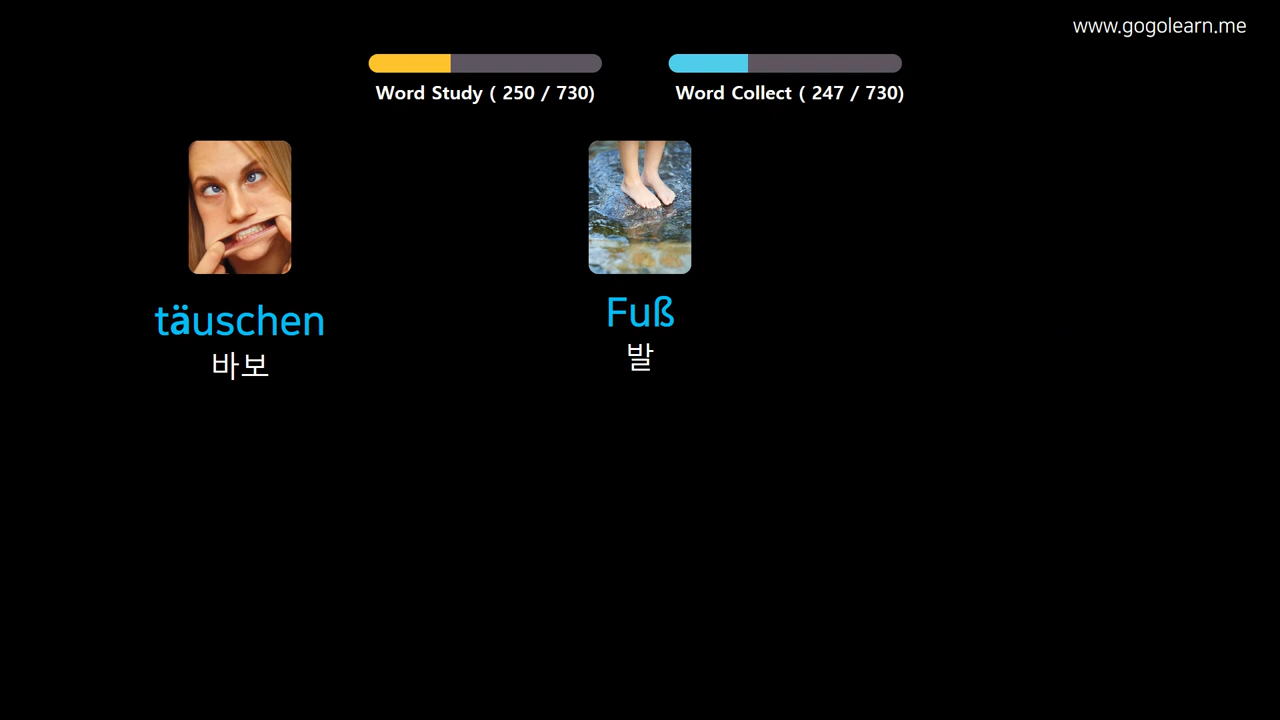 www.gogolearn.me
Word Study ( 250 / 730)
Word Collect ( 247 / 730)
täuschen
바보
Fuß
발